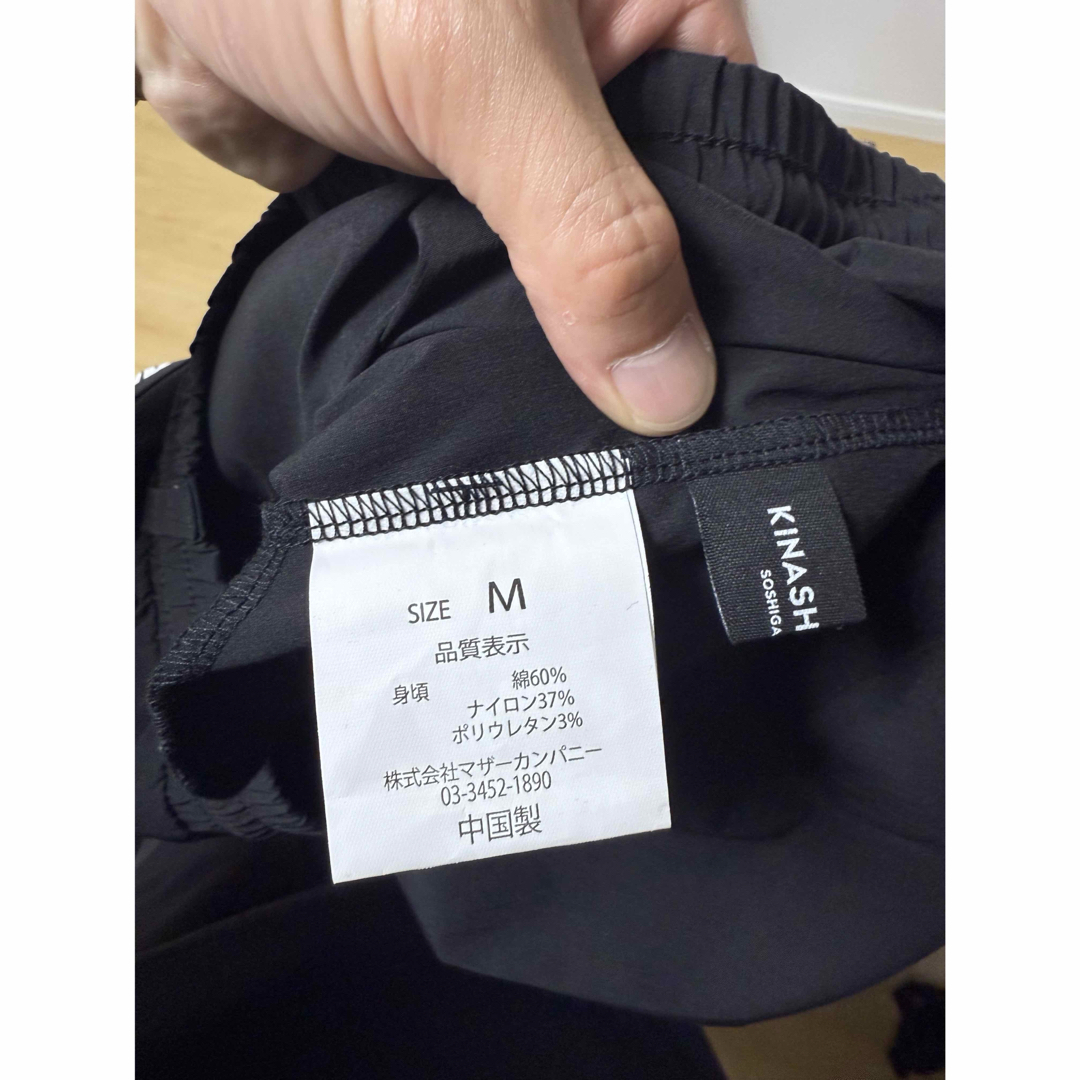 SIZE M
品質表示
身頃 綿60%
ナイロン37%
ポリウレタン3%
株式会社マザーカンパニー
03-3452-1890
中国製
KINASH
SOSHIGA